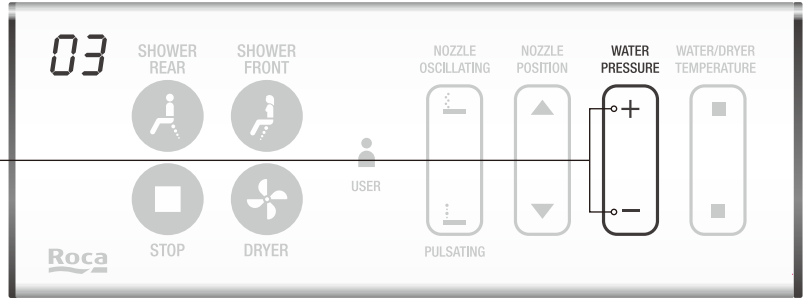 03
SHOWER
REAR
SHOWER
FRONT
NOZZLE
OSCILLATING
NOZZLE
POSITION
WATER
PRESSURE
WATER/DRYER
TEMPERATURE
+
−
USER
STOP
DRYER
PULSATING
Roca